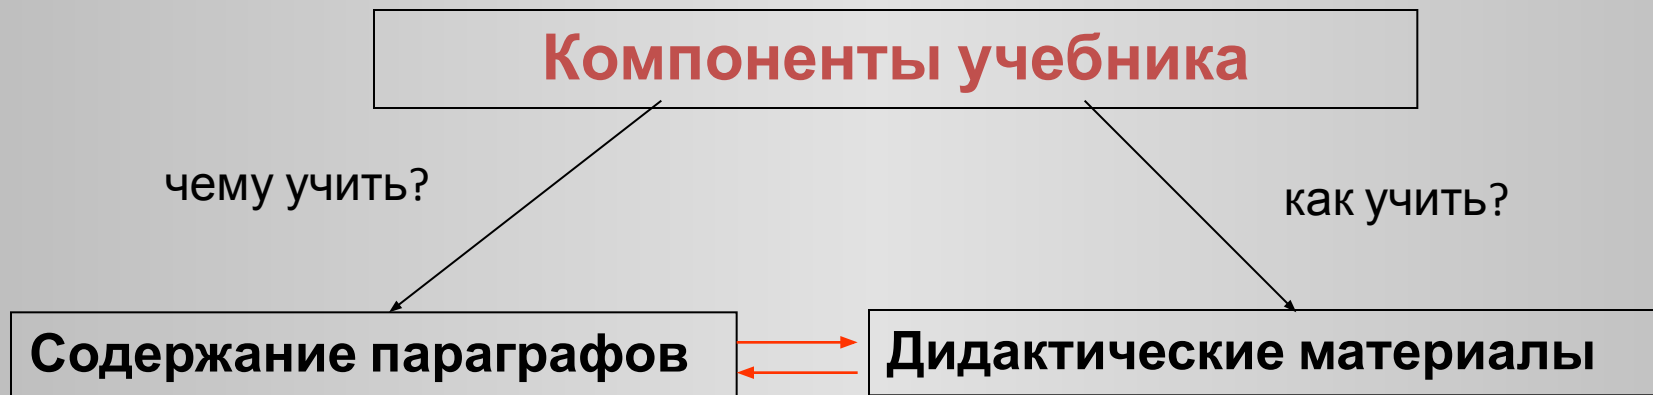 Компоненты учебника
чему учить?
как учить?
Содержание параграфов
Дидактические материалы